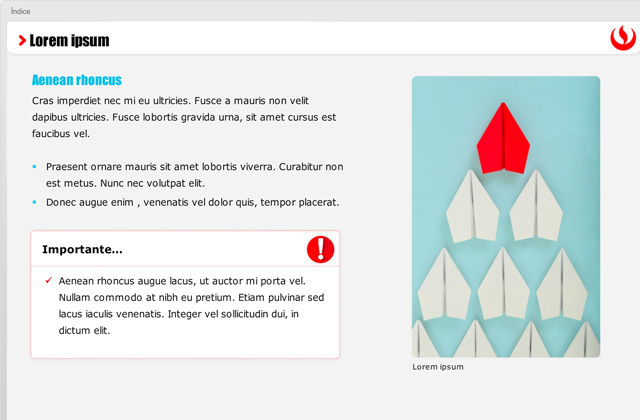 Índice
Lorem ipsum
Aenean rhoncus
Cras imperdiet nec mi eu ultricies. Fusce a mauris non velit
dapibus ultricies. Fusce lobortis gravida urna, sit amet cursus est
faucibus vel.
Praesent ornare mauris sit amet lobortis viverra. Curabitur non
est metus. Nunc nec volutpat elit.
Donec augue enim , venenatis vel dolor quis, tempor placerat.
Importante...
Aenean rhoncus augue lacus, ut auctor mi porta vel.
Nullam commodo at nibh eu pretium. Etiam pulvinar sed
lacus iaculis venenatis. Integer vel sollicitudin dui, in
dictum elit.
Lorem ipsum